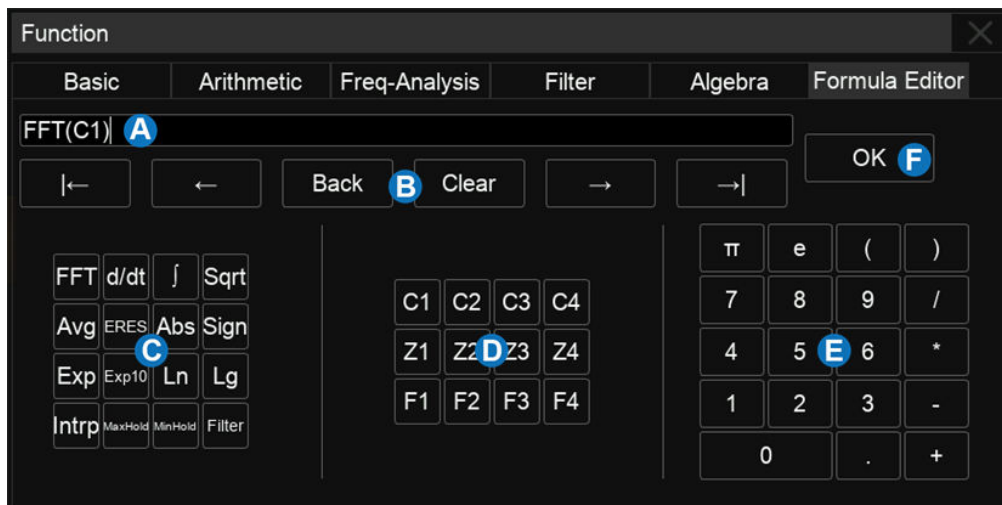 Function
Basic Arithmetic Freq-Analysis Filter Algebra Formula Editor
FFT(C1) A
OK F
|← ← Back B Clear → →|
π e ( )
FFT d/dt ∫ Sqrt
C1 C2 C3 C4
7 8 9 /
Avg ERES Abs Sign
C
Z1 Z2 D Z3 Z4
4 5 E 6 *
Exp Exp10 Ln Lg
F1 F2 F3 F4
1 2 3 -
Intrp MaxHold MinHold Filter
0 . +